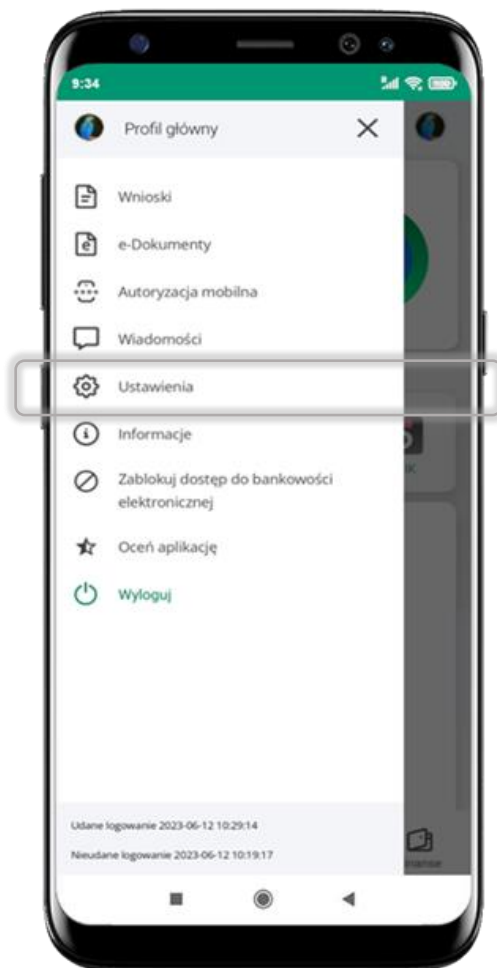 9:34
Profil główny
Wnioski
e-Dokumenty
Autoryzacja mobilna
Wiadomości
Ustawienia
Informacje
Zablokuj dostęp do bankowości
elektronicznej
Oceń aplikację
Wyloguj
Udane logowanie 2023-06-12 10:29:14
Nieudane logowanie 2023-06-12 10:19:17